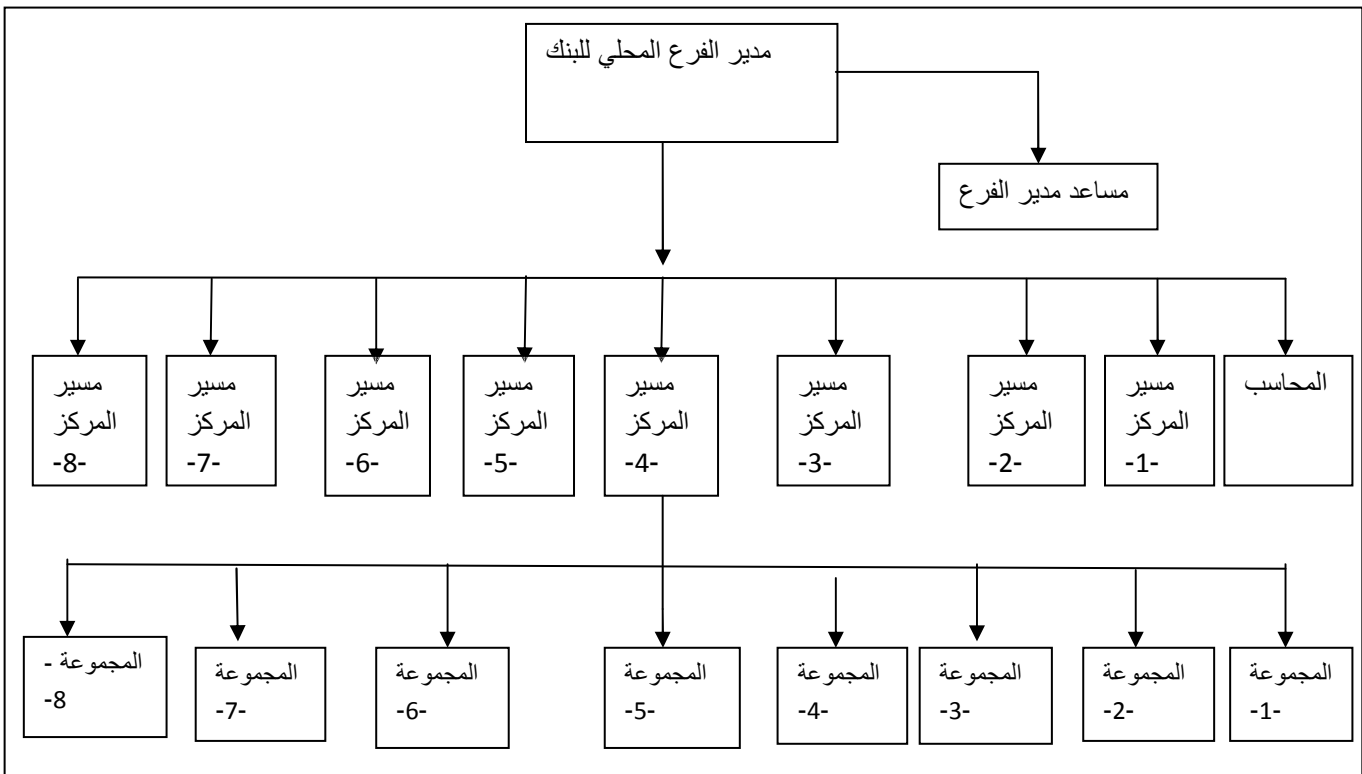 مدير الفرع المحلي للبنك
مساعد مدير الفرع
المحاسب
مسير
المركز
-1-
مسير
المركز
-2-
مسير
المركز
-3-
مسير
المركز
-4-
مسير
المركز
-5-
مسير
المركز
-6-
مسير
المركز
-7-
مسير
المركز
-8-
المجموعة
-1-
المجموعة
-2-
المجموعة
-3-
المجموعة
-4-
المجموعة
-5-
المجموعة
-6-
المجموعة
-7-
المجموعة -
8-